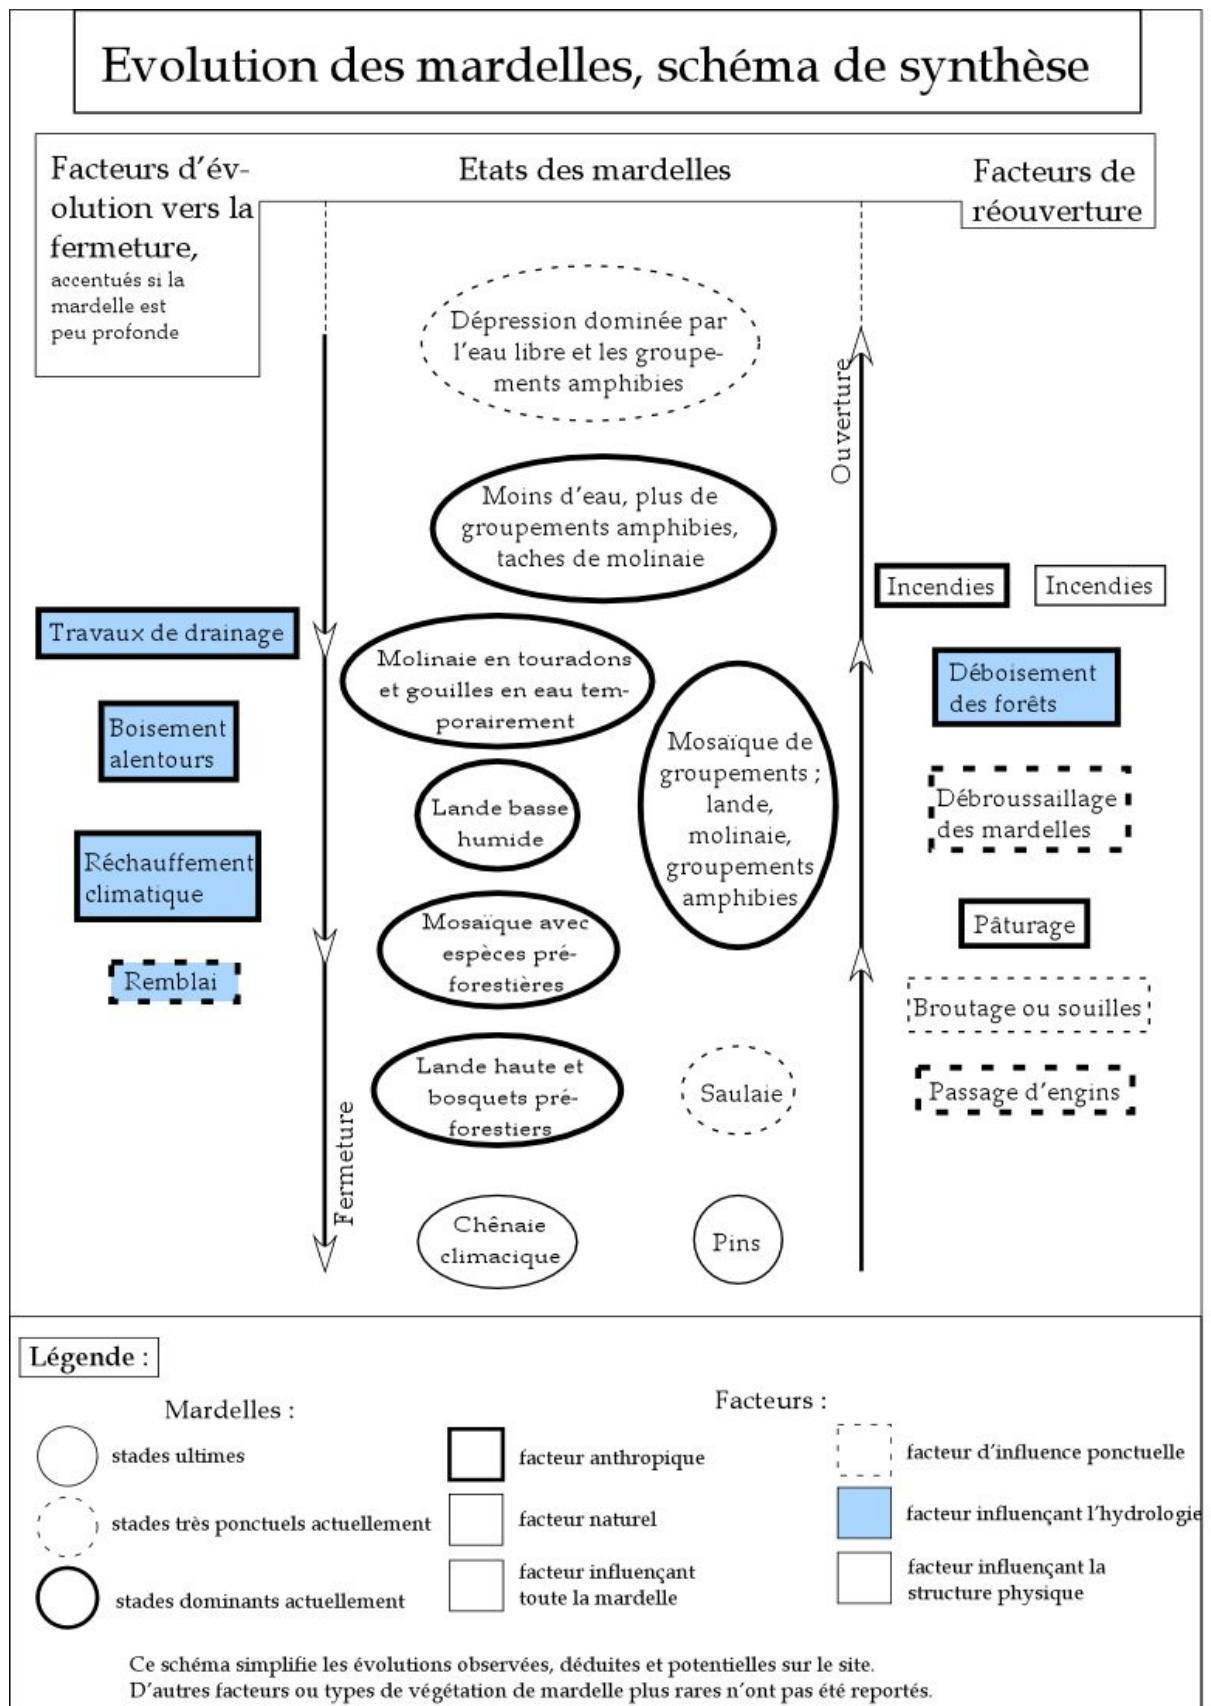 Evolution des mardelles, schéma de synthèse
Facteurs d'év-
olution vers la
fermeture,
accentués si la
mardelle est
peu profonde
Etats des mardelles
Facteurs de
réouverture
Dépression dominée par
l'eau libre et les groupe-
ments amphibies
Ouverture
Moins d'eau, plus de
groupements amphibies,
taches de molinaie
Incendies
Incendies
Travaux de drainage
Molinaie en touradons
et gouilles en eau tem-
porairement
Déboisement
des forêts
Boisement
alentours
Mosaïque de
groupements ;
lande,
molinaie,
groupements
amphibies
Lande basse
humide
Débroussaillage
des mardelles
Réchauffement
climatique
Mosaïque avec
espèces pré-
forestières
Pâturage
Remblai
Broutage ou souilles
Lande haute et
bosquets pré-
forestiers
Saulaie
Passage d'engins
Fermeture
Chênaie
climacique
Pins
Légende :
Mardelles :
stades ultimes
stades très ponctuels actuellement
stades dominants actuellement
Facteurs :
facteur anthropique
facteur naturel
facteur influençant
toute la mardelle
facteur d'influence ponctuelle
facteur influençant l'hydrologie
facteur influençant la
structure physique
Ce schéma simplifie les évolutions observées, déduites et potentielles sur le site.
D'autres facteurs ou types de végétation de mardelle plus rares n'ont pas été reportés.